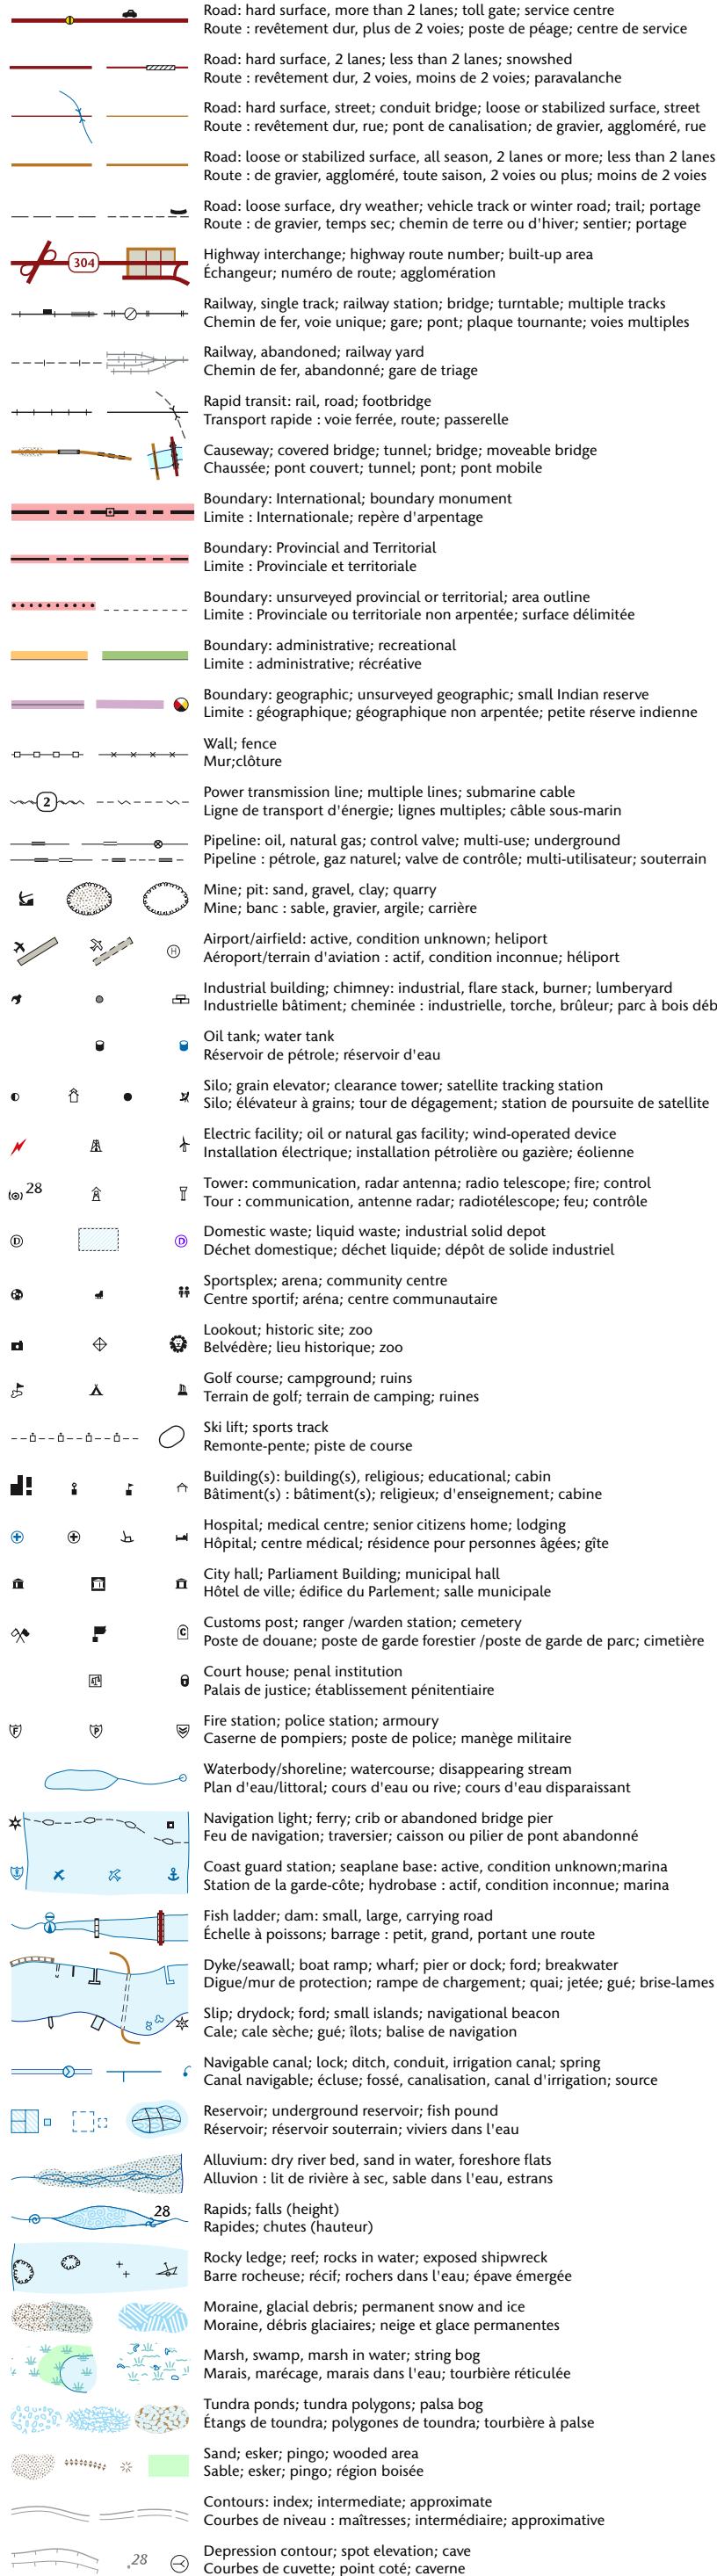 Road: hard surface, more than 2 lanes; toll gate; service centre
Route : revêtement dur, plus de 2 voies; poste de péage; centre de service
Road: hard surface, 2 lanes; less than 2 lanes; snowshed
Route : revêtement dur, 2 voies, moins de 2 voies; paravalanche
Road: hard surface, street; conduit bridge; loose or stabilized surface, street
Route : revêtement dur, rue; pont de canalisation; de gravier, aggloméré, rue
Road: loose or stabilized surface, all season, 2 lanes or more; less than 2 lanes
Route : de gravier, aggloméré, toute saison, 2 voies ou plus; moins de 2 voies
Road: loose surface, dry weather; vehicle track or winter road; trail; portage
Route : de gravier, temps sec; chemin de terre ou d'hiver; sentier; portage
304
Highway interchange; highway route number; built-up area
Échangeur; numéro de route; agglomération
Railway, single track; railway station; bridge; turntable; multiple tracks
Chemin de fer, voie unique; gare; pont; plaque tournante; voies multiples
Railway, abandoned; railway yard
Chemin de fer, abandonné; gare de triage
Rapid transit: rail, road; footbridge
Transport rapide : voie ferrée, route; passerelle
Causeway; covered bridge; tunnel; bridge; moveable bridge
Chaussée; pont couvert; tunnel; pont; pont mobile
Boundary: International; boundary monument
Limite : Internationale; repère d'arpentage
Boundary: Provincial and Territorial
Limite : Provinciale et territoriale
Boundary: unsurveyed provincial or territorial; area outline
Limite : Provinciale ou territoriale non arpentée; surface délimitée
Boundary: administrative; recreational
Limite : administrative; récréative
Boundary: geographic; unsurveyed geographic; small Indian reserve
Limite : géographique; géographique non arpentée; petite réserve indienne
Wall; fence
Mur;clôture
2
Power transmission line; multiple lines; submarine cable
Ligne de transport d'énergie; lignes multiples; câble sous-marin
Pipeline: oil, natural gas; control valve; multi-use; underground
Pipeline : pétrole, gaz naturel; valve de contrôle; multi-utilisateur; souterrain
Mine; pit: sand, gravel, clay; quarry
Mine; banc : sable, gravier, argile; carrière
H
Airport/airfield: active, condition unknown; heliport
Aéroport/terrain d'aviation : actif, condition inconnue; héliport
Industrial building; chimney: industrial, flare stack, burner; lumberyard
Industrielle bâtiment; cheminée : industrielle, torche, brûleur; parc à bois déb
Oil tank; water tank
Réservoir de pétrole; réservoir d'eau
Silo; grain elevator; clearance tower; satellite tracking station
Silo; élévateur à grains; tour de dégagement; station de poursuite de satellite
Electric facility; oil or natural gas facility; wind-operated device
Installation électrique; installation pétrolière ou gazière; éolienne
28
Tower: communication, radar antenna; radio telescope; fire; control
Tour : communication, antenne radar; radiotélescope; feu; contrôle
D D
Domestic waste; liquid waste; industrial solid depot
Déchet domestique; déchet liquide; dépôt de solide industriel
Sportsplex; arena; community centre
Centre sportif; aréna; centre communautaire
Lookout; historic site; zoo
Belvédère; lieu historique; zoo
Golf course; campground; ruins
Terrain de golf; terrain de camping; ruines
Ski lift; sports track
Remonte-pente; piste de course
Building(s): building(s), religious; educational; cabin
Bâtiment(s) : bâtiment(s); religieux; d'enseignement; cabine
Hospital; medical centre; senior citizens home; lodging
Hôpital; centre médical; résidence pour personnes âgées; gîte
City hall; Parliament Building; municipal hall
Hôtel de ville; édifice du Parlement; salle municipale
C
Customs post; ranger /warden station; cemetery
Poste de douane; poste de garde forestier /poste de garde de parc; cimetière
Court house; penal institution
Palais de justice; établissement pénitentiaire
F P
Fire station; police station; armoury
Caserne de pompiers; poste de police; manège militaire
Waterbody/shoreline; watercourse; disappearing stream
Plan d'eau/littoral; cours d'eau ou rive; cours d'eau disparaissant
Navigation light; ferry; crib or abandoned bridge pier
Feu de navigation; traversier; caisson ou pilier de pont abandonné
Coast guard station; seaplane base: active, condition unknown;marina
Station de la garde-côte; hydrobase : actif, condition inconnue; marina
Fish ladder; dam: small, large, carrying road
Échelle à poissons; barrage : petit, grand, portant une route
Dyke/seawall; boat ramp; wharf; pier or dock; ford; breakwater
Digue/mur de protection; rampe de chargement; quai; jetée; gué; brise-lames
Slip; drydock; ford; small islands; navigational beacon
Cale; cale sèche; gué; îlots; balise de navigation
Navigable canal; lock; ditch, conduit, irrigation canal; spring
Canal navigable; écluse; fossé, canalisation, canal d'irrigation; source
Reservoir; underground reservoir; fish pound
Réservoir; réservoir souterrain; viviers dans l'eau
Alluvium: dry river bed, sand in water, foreshore flats
Alluvion : lit de rivière à sec, sable dans l'eau, estrans
28
Rapids; falls (height)
Rapides; chutes (hauteur)
Rocky ledge; reef; rocks in water; exposed shipwreck
Barre rocheuse; récif; rochers dans l'eau; épave émergée
Moraine, glacial debris; permanent snow and ice
Moraine, débris glaciaires; neige et glace permanentes
Marsh, swamp, marsh in water; string bog
Marais, marécage, marais dans l'eau; tourbière réticulée
Tundra ponds; tundra polygons; palsa bog
Étangs de toundra; polygones de toundra; tourbière à palse
Sand; esker; pingo; wooded area
Sable; esker; pingo; région boisée
Contours: index; intermediate; approximate
Courbes de niveau : maîtresses; intermédiaire; approximative
28
Depression contour; spot elevation; cave
Courbes de cuvette; point coté; caverne